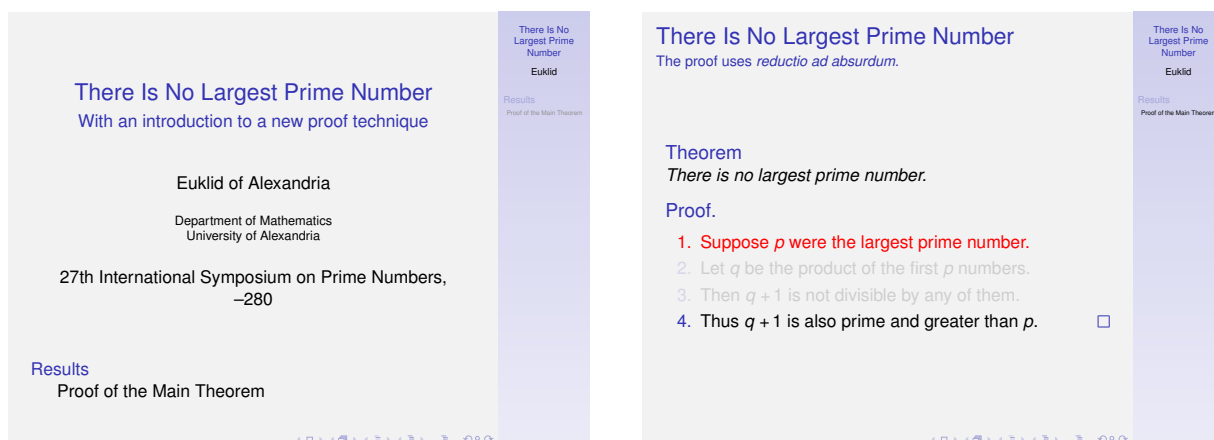 There Is No Largest Prime Number
With an introduction to a new proof technique
Euklid of Alexandria
Department of Mathematics
University of Alexandria
27th International Symposium on Prime Numbers,
–280
Results
Proof of the Main Theorem
There Is No
Largest Prime
Number
Euklid
Results
Proof of the Main Theorem
There Is No Largest Prime Number
The proof uses reductio ad absurdum.
Theorem
There is no largest prime number.
Proof.
1. Suppose p were the largest prime number.
2. Let q be the product of the first p numbers.
3. Then q + 1 is not divisible by any of them.
4. Thus q + 1 is also prime and greater than p. □
There Is No
Largest Prime
Number
Euklid
Results
Proof of the Main Theorem